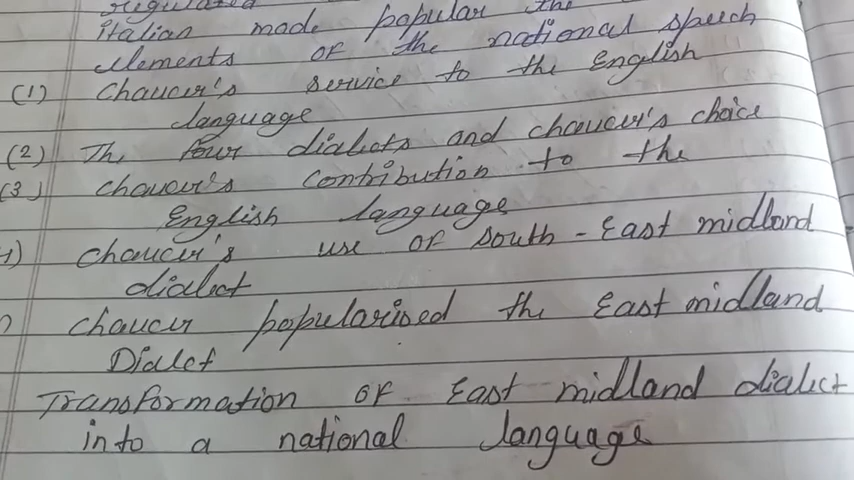 regulated
italian made popular the
elements of the national speech
(1) Chaucer's service to the English
language
(2) The four dialects and chaucer's choice
(3) chaucer's contribution to the
English language
chaucer's use of south-East midland
dialect
chaucer popularised the East midland
Dialet
Transformation of East midland dialect
into a national language